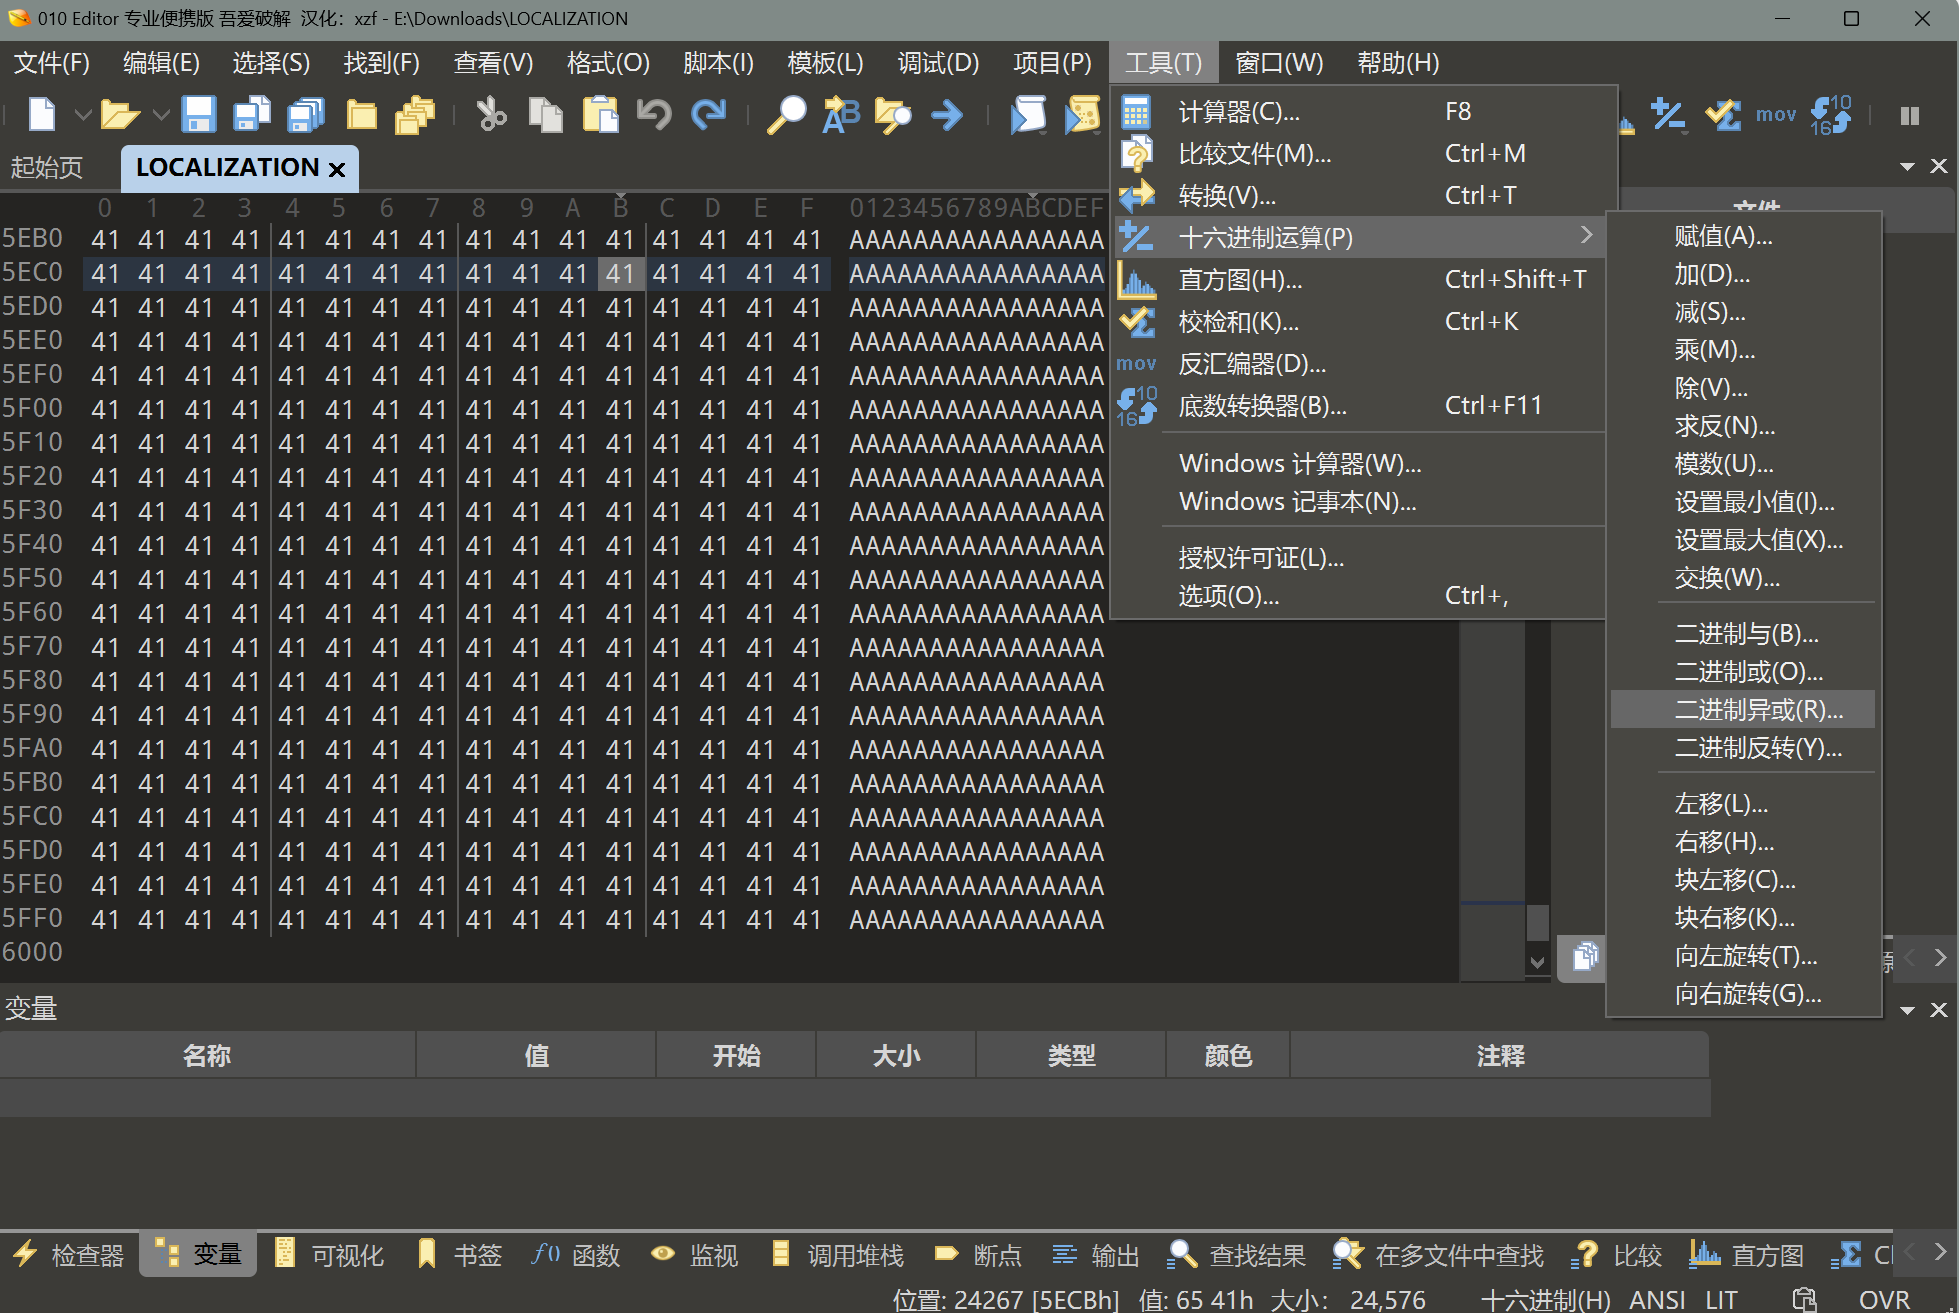 010 Editor 专业便携版 吾爱破解  汉化：xzf - E:\Downloads\LOCALIZATION
文件(F) 编辑(E) 选择(S) 找到(F) 查看(V) 格式(O) 脚本(I) 模板(L) 调试(D) 项目(P) 工具(T) 窗口(W) 帮助(H)
mov 10 16
起始页 LOCALIZATION
0 1 2 3 4 5 6 7 8 9 A B C D E F 0123456789ABCDEF
5EB0 41 41 41 41 41 41 41 41 41 41 41 41 41 41 41 41 AAAAAAAAAAAAAAAA
5EC0 41 41 41 41 41 41 41 41 41 41 41 41 41 41 41 41 AAAAAAAAAAAAAAAA
5ED0 41 41 41 41 41 41 41 41 41 41 41 41 41 41 41 41 AAAAAAAAAAAAAAAA
5EE0 41 41 41 41 41 41 41 41 41 41 41 41 41 41 41 41 AAAAAAAAAAAAAAAA
5EF0 41 41 41 41 41 41 41 41 41 41 41 41 41 41 41 41 AAAAAAAAAAAAAAAA
5F00 41 41 41 41 41 41 41 41 41 41 41 41 41 41 41 41 AAAAAAAAAAAAAAAA
5F10 41 41 41 41 41 41 41 41 41 41 41 41 41 41 41 41 AAAAAAAAAAAAAAAA
5F20 41 41 41 41 41 41 41 41 41 41 41 41 41 41 41 41 AAAAAAAAAAAAAAAA
5F30 41 41 41 41 41 41 41 41 41 41 41 41 41 41 41 41 AAAAAAAAAAAAAAAA
5F40 41 41 41 41 41 41 41 41 41 41 41 41 41 41 41 41 AAAAAAAAAAAAAAAA
5F50 41 41 41 41 41 41 41 41 41 41 41 41 41 41 41 41 AAAAAAAAAAAAAAAA
5F60 41 41 41 41 41 41 41 41 41 41 41 41 41 41 41 41 AAAAAAAAAAAAAAAA
5F70 41 41 41 41 41 41 41 41 41 41 41 41 41 41 41 41 AAAAAAAAAAAAAAAA
5F80 41 41 41 41 41 41 41 41 41 41 41 41 41 41 41 41 AAAAAAAAAAAAAAAA
5F90 41 41 41 41 41 41 41 41 41 41 41 41 41 41 41 41 AAAAAAAAAAAAAAAA
5FA0 41 41 41 41 41 41 41 41 41 41 41 41 41 41 41 41 AAAAAAAAAAAAAAAA
5FB0 41 41 41 41 41 41 41 41 41 41 41 41 41 41 41 41 AAAAAAAAAAAAAAAA
5FC0 41 41 41 41 41 41 41 41 41 41 41 41 41 41 41 41 AAAAAAAAAAAAAAAA
5FD0 41 41 41 41 41 41 41 41 41 41 41 41 41 41 41 41 AAAAAAAAAAAAAAAA
5FE0 41 41 41 41 41 41 41 41 41 41 41 41 41 41 41 41 AAAAAAAAAAAAAAAA
5FF0 41 41 41 41 41 41 41 41 41 41 41 41 41 41 41 41 AAAAAAAAAAAAAAAA
6000
计算器(C)... F8
比较文件(M)... Ctrl+M
转换(V)... Ctrl+T
十六进制运算(P)
直方图(H)... Ctrl+Shift+T
校检和(K)... Ctrl+K
mov 反汇编器(D)...
10 16 底数转换器(B)... Ctrl+F11
Windows 计算器(W)...
Windows 记事本(N)...
授权许可证(L)...
选项(O)... Ctrl+,
赋值(A)...
加(D)...
减(S)...
乘(M)...
除(V)...
求反(N)...
模数(U)...
设置最小值(I)...
设置最大值(X)...
交换(W)...
二进制与(B)...
二进制或(O)...
二进制异或(R)...
二进制反转(Y)...
左移(L)...
右移(H)...
块左移(C)...
块右移(K)...
向左旋转(T)...
向右旋转(G)...
变量
名称 值 开始 大小 类型 颜色 注释
检查器 变量 可视化 书签 函数 监视 调用堆栈 断点 输出 查找结果 在多文件中查找 比较 直方图
位置: 24267 [5ECBh] 值: 65 41h 大小： 24,576 十六进制(H) ANSI LIT OVR